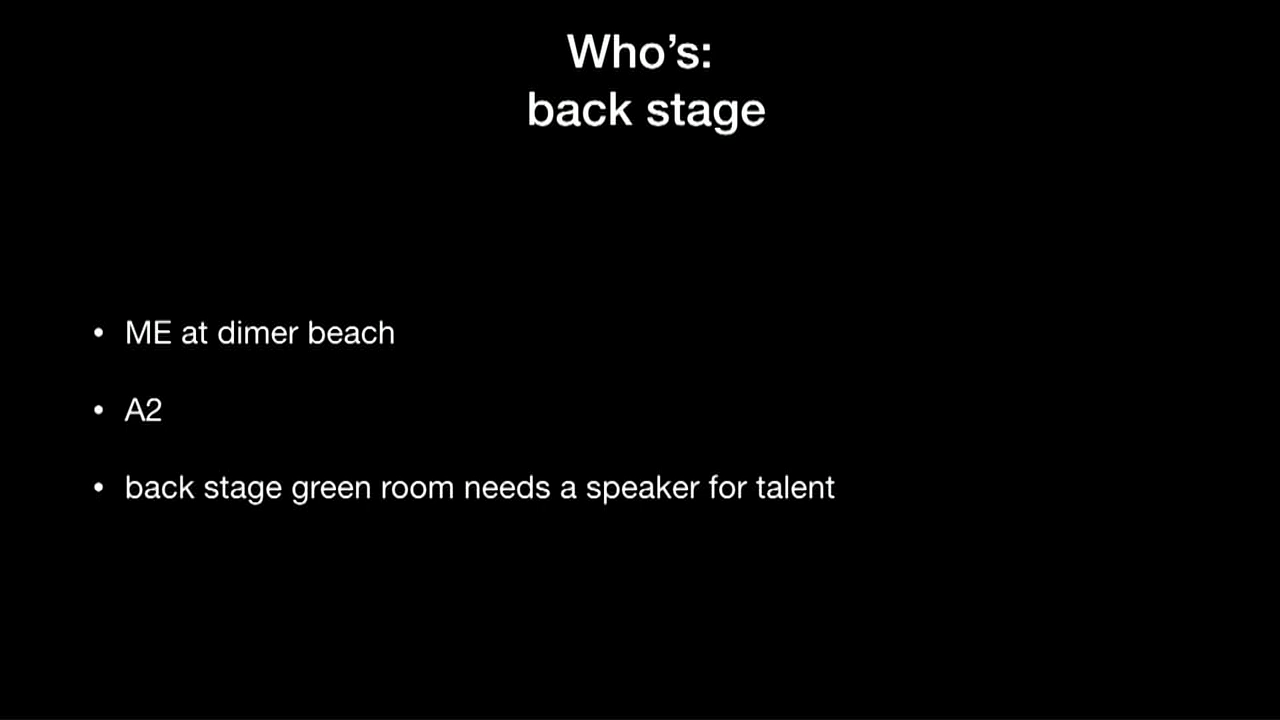 Who’s:
back stage
• ME at dimer beach
• A2
• back stage green room needs a speaker for talent